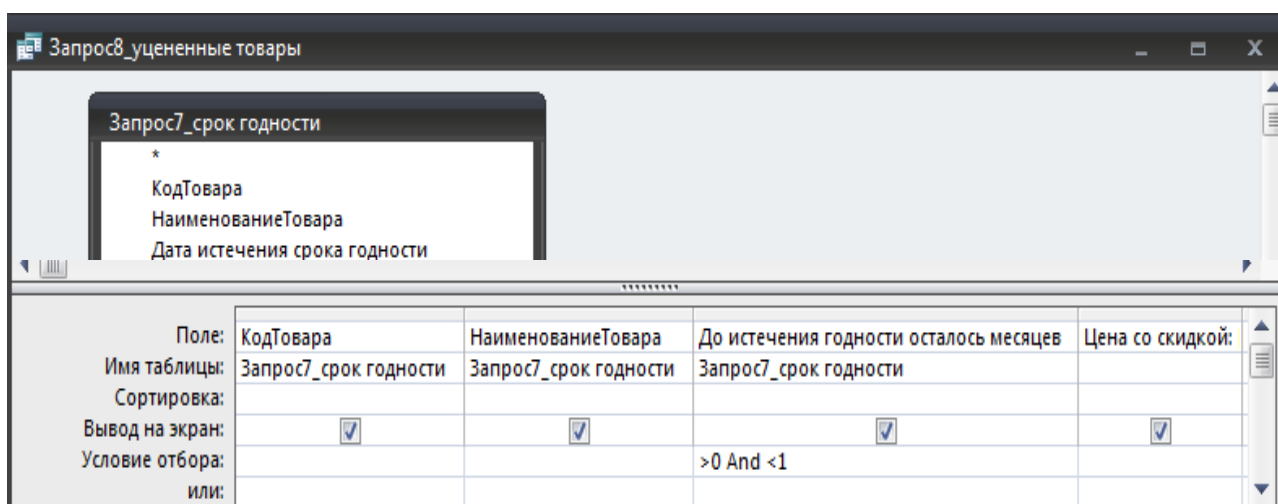 Запрос8_уцененные товары
Запрос7_срок годности
*
КодТовара
НаименованиеТовара
Дата истечения срока годности
Поле: КодТовара НаименованиеТовара До истечения годности осталось месяцев Цена со скидкой:
Имя таблицы: Запрос7_срок годности Запрос7_срок годности Запрос7_срок годности
Сортировка:
Вывод на экран:
Условие отбора: >0 And <1
или: